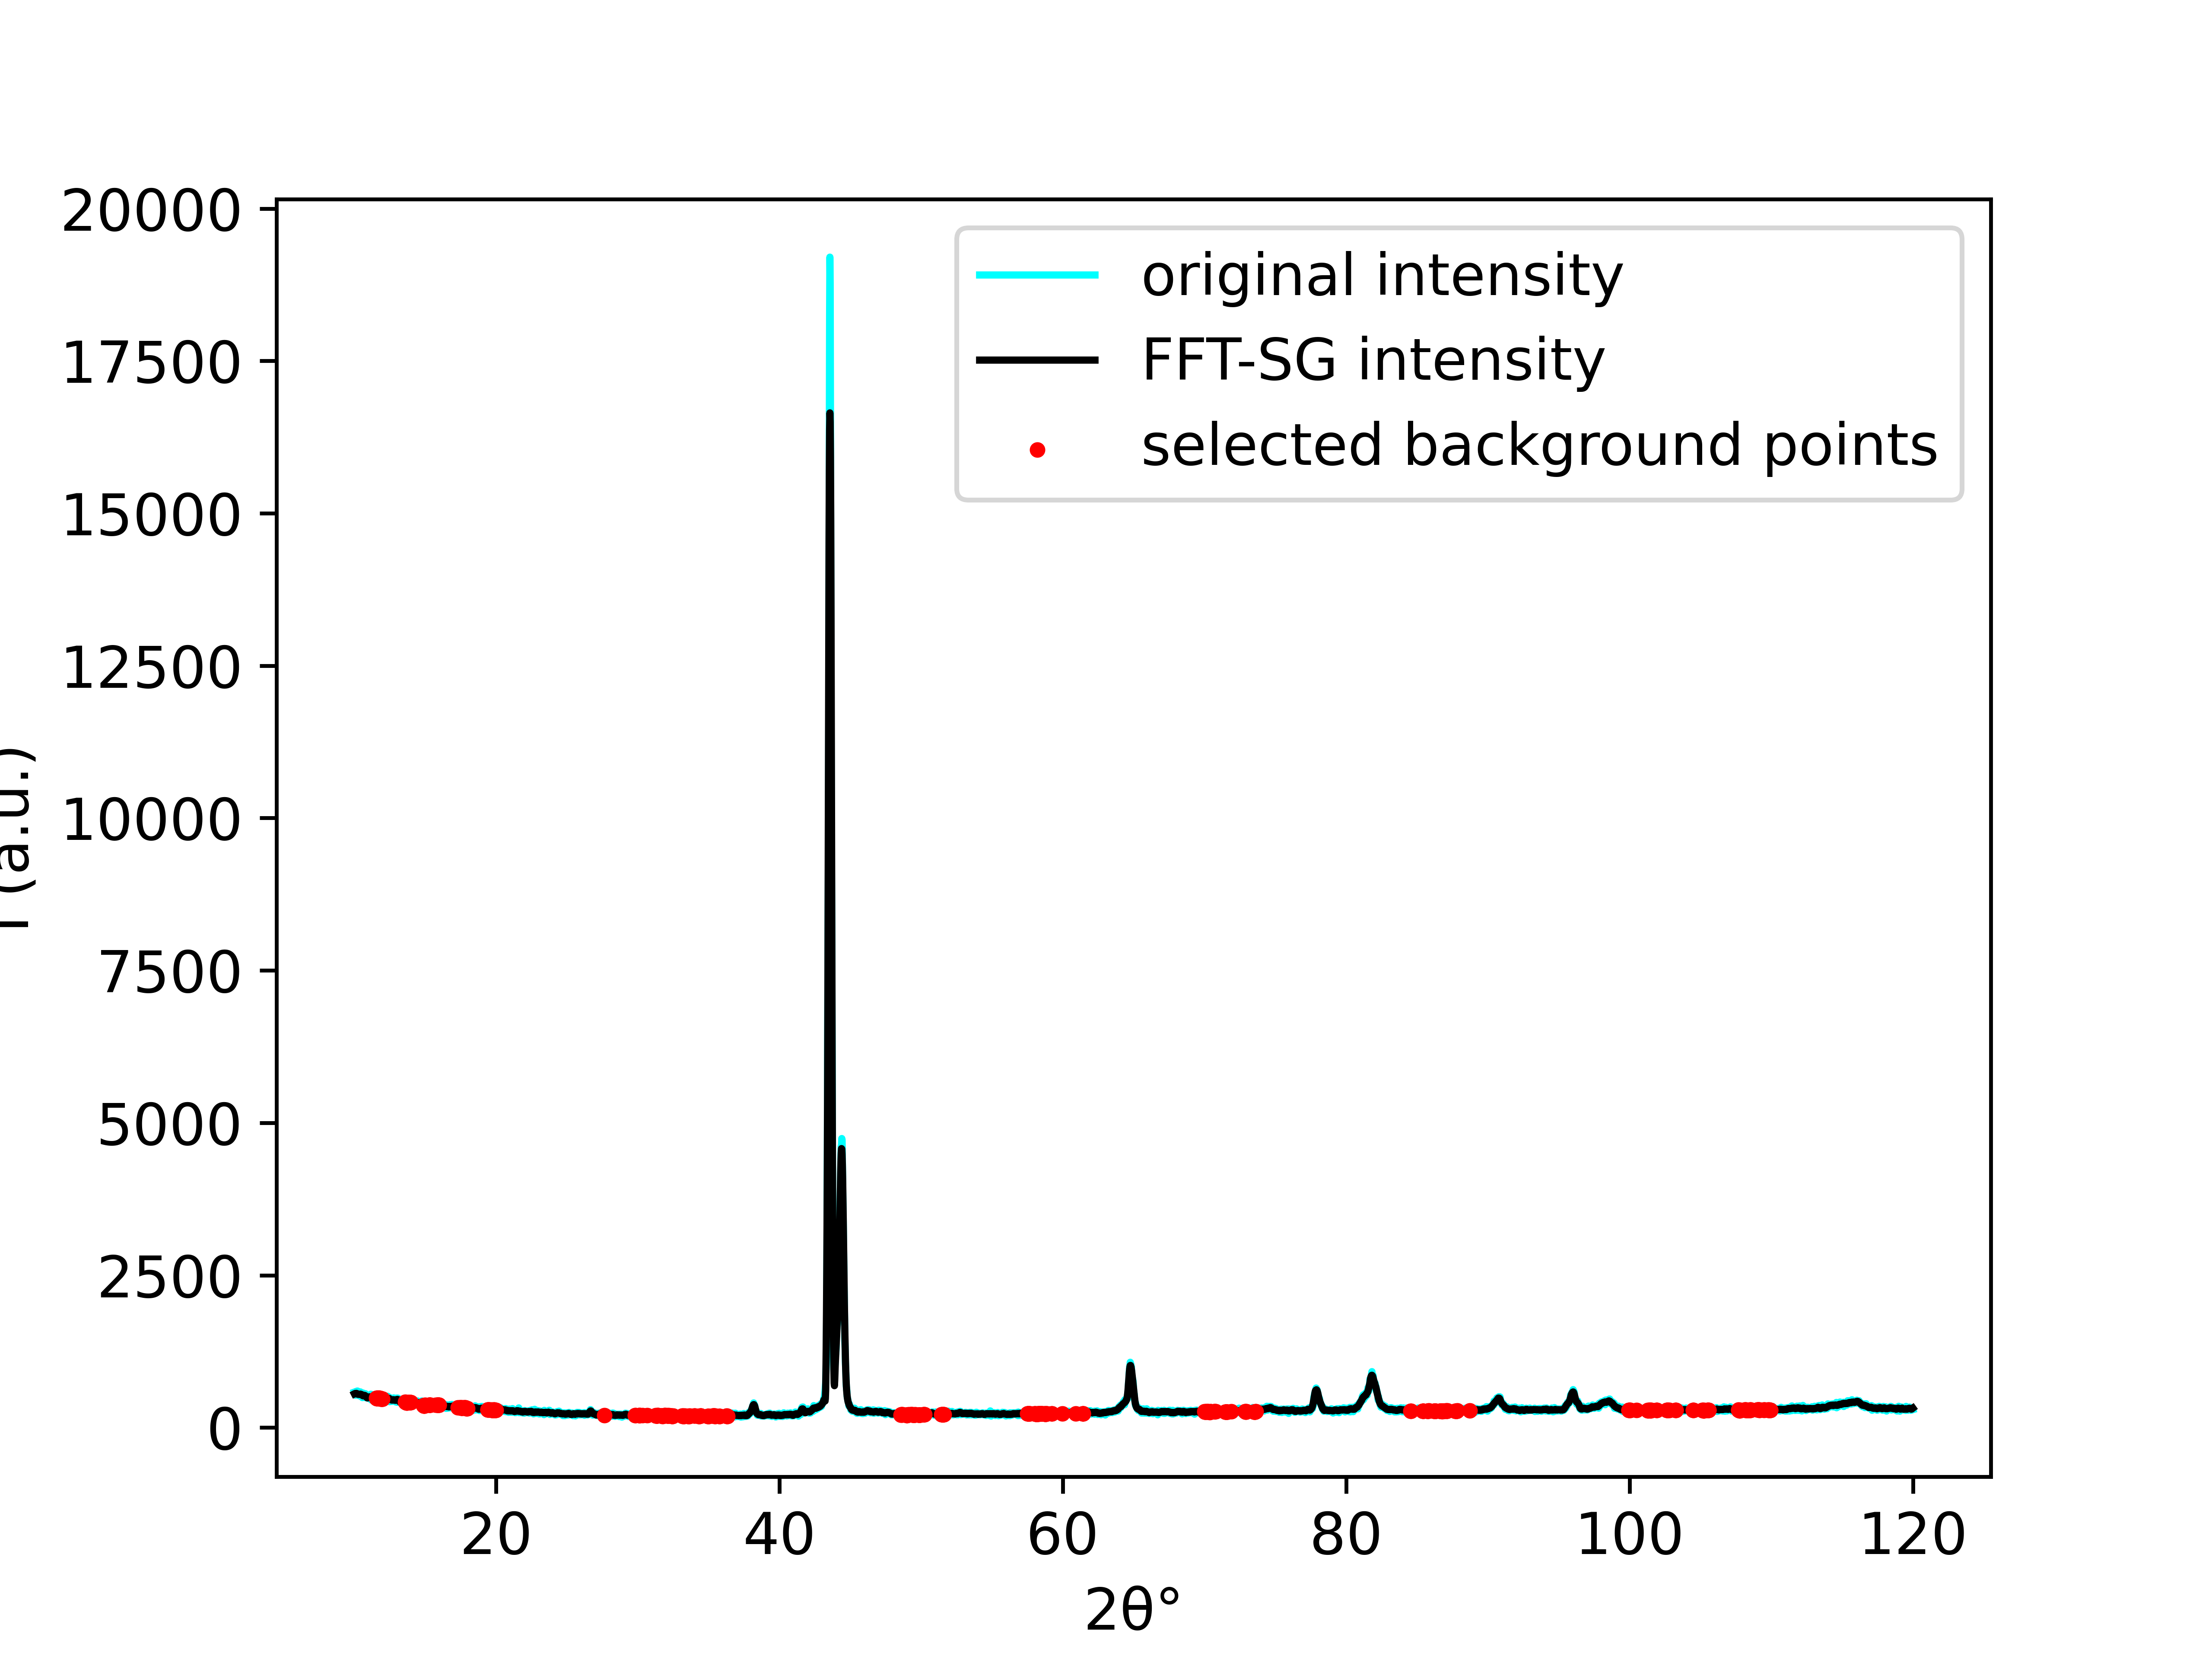 20000
17500
15000
12500
10000
7500
5000
2500
0
(a.u.)
original intensity
FFT-SG intensity
selected background points
20 40 60 80 100 120
2θ°